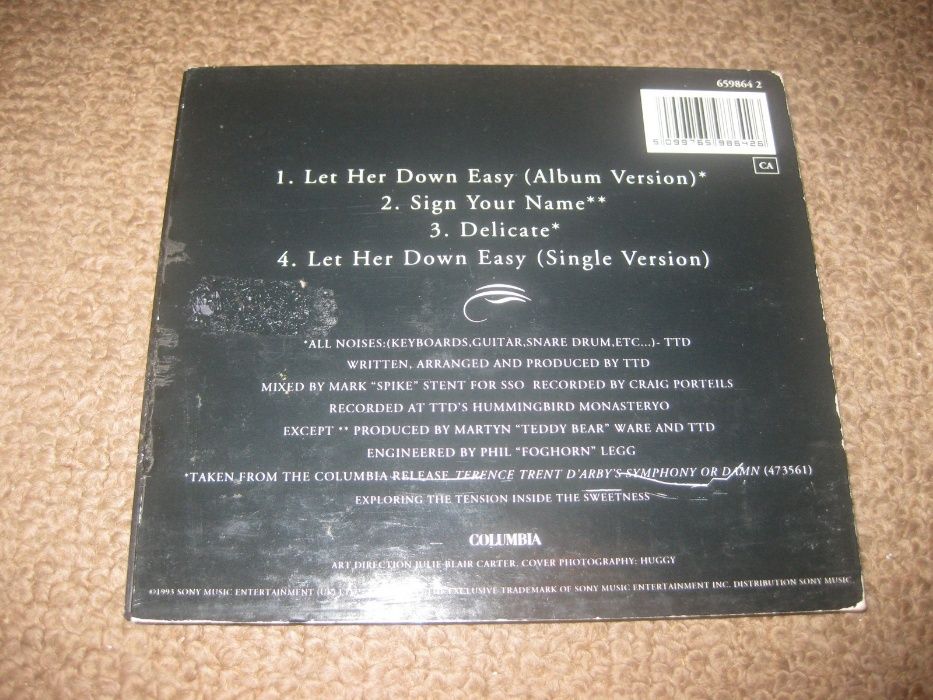 659864 2
5099765 986426
CA
1. Let Her Down Easy (Album Version)*
2. Sign Your Name**
3. Delicate*
4. Let Her Down Easy (Single Version)
*ALL NOISES:(KEYBOARDS,GUITAR,SNARE DRUM,ETC...)- TTD
WRITTEN, ARRANGED AND PRODUCED BY TTD
MIXED BY MARK “SPIKE” STENT FOR SSO RECORDED BY CRAIG PORTEILS
RECORDED AT TTD'S HUMMINGBIRD MONASTERYO
EXCEPT ** PRODUCED BY MARTYN “TEDDY BEAR” WARE AND TTD
ENGINEERED BY PHIL “FOGHORN” LEGG
*TAKEN FROM THE COLUMBIA RELEASE TERENCE TRENT D'ARBY'S SYMPHONY OR DAMN (473561)
EXPLORING THE TENSION INSIDE THE SWEETNESS
COLUMBIA
ART DIRECTION JULIE BLAIR CARTER, COVER PHOTOGRAPHY: HUGGY
©1993 SONY MUSIC ENTERTAINMENT (UK) EXCLUSIVE TRADEMARK OF SONY MUSIC ENTERTAINMENT INC. DISTRIBUTION SONY MUSIC